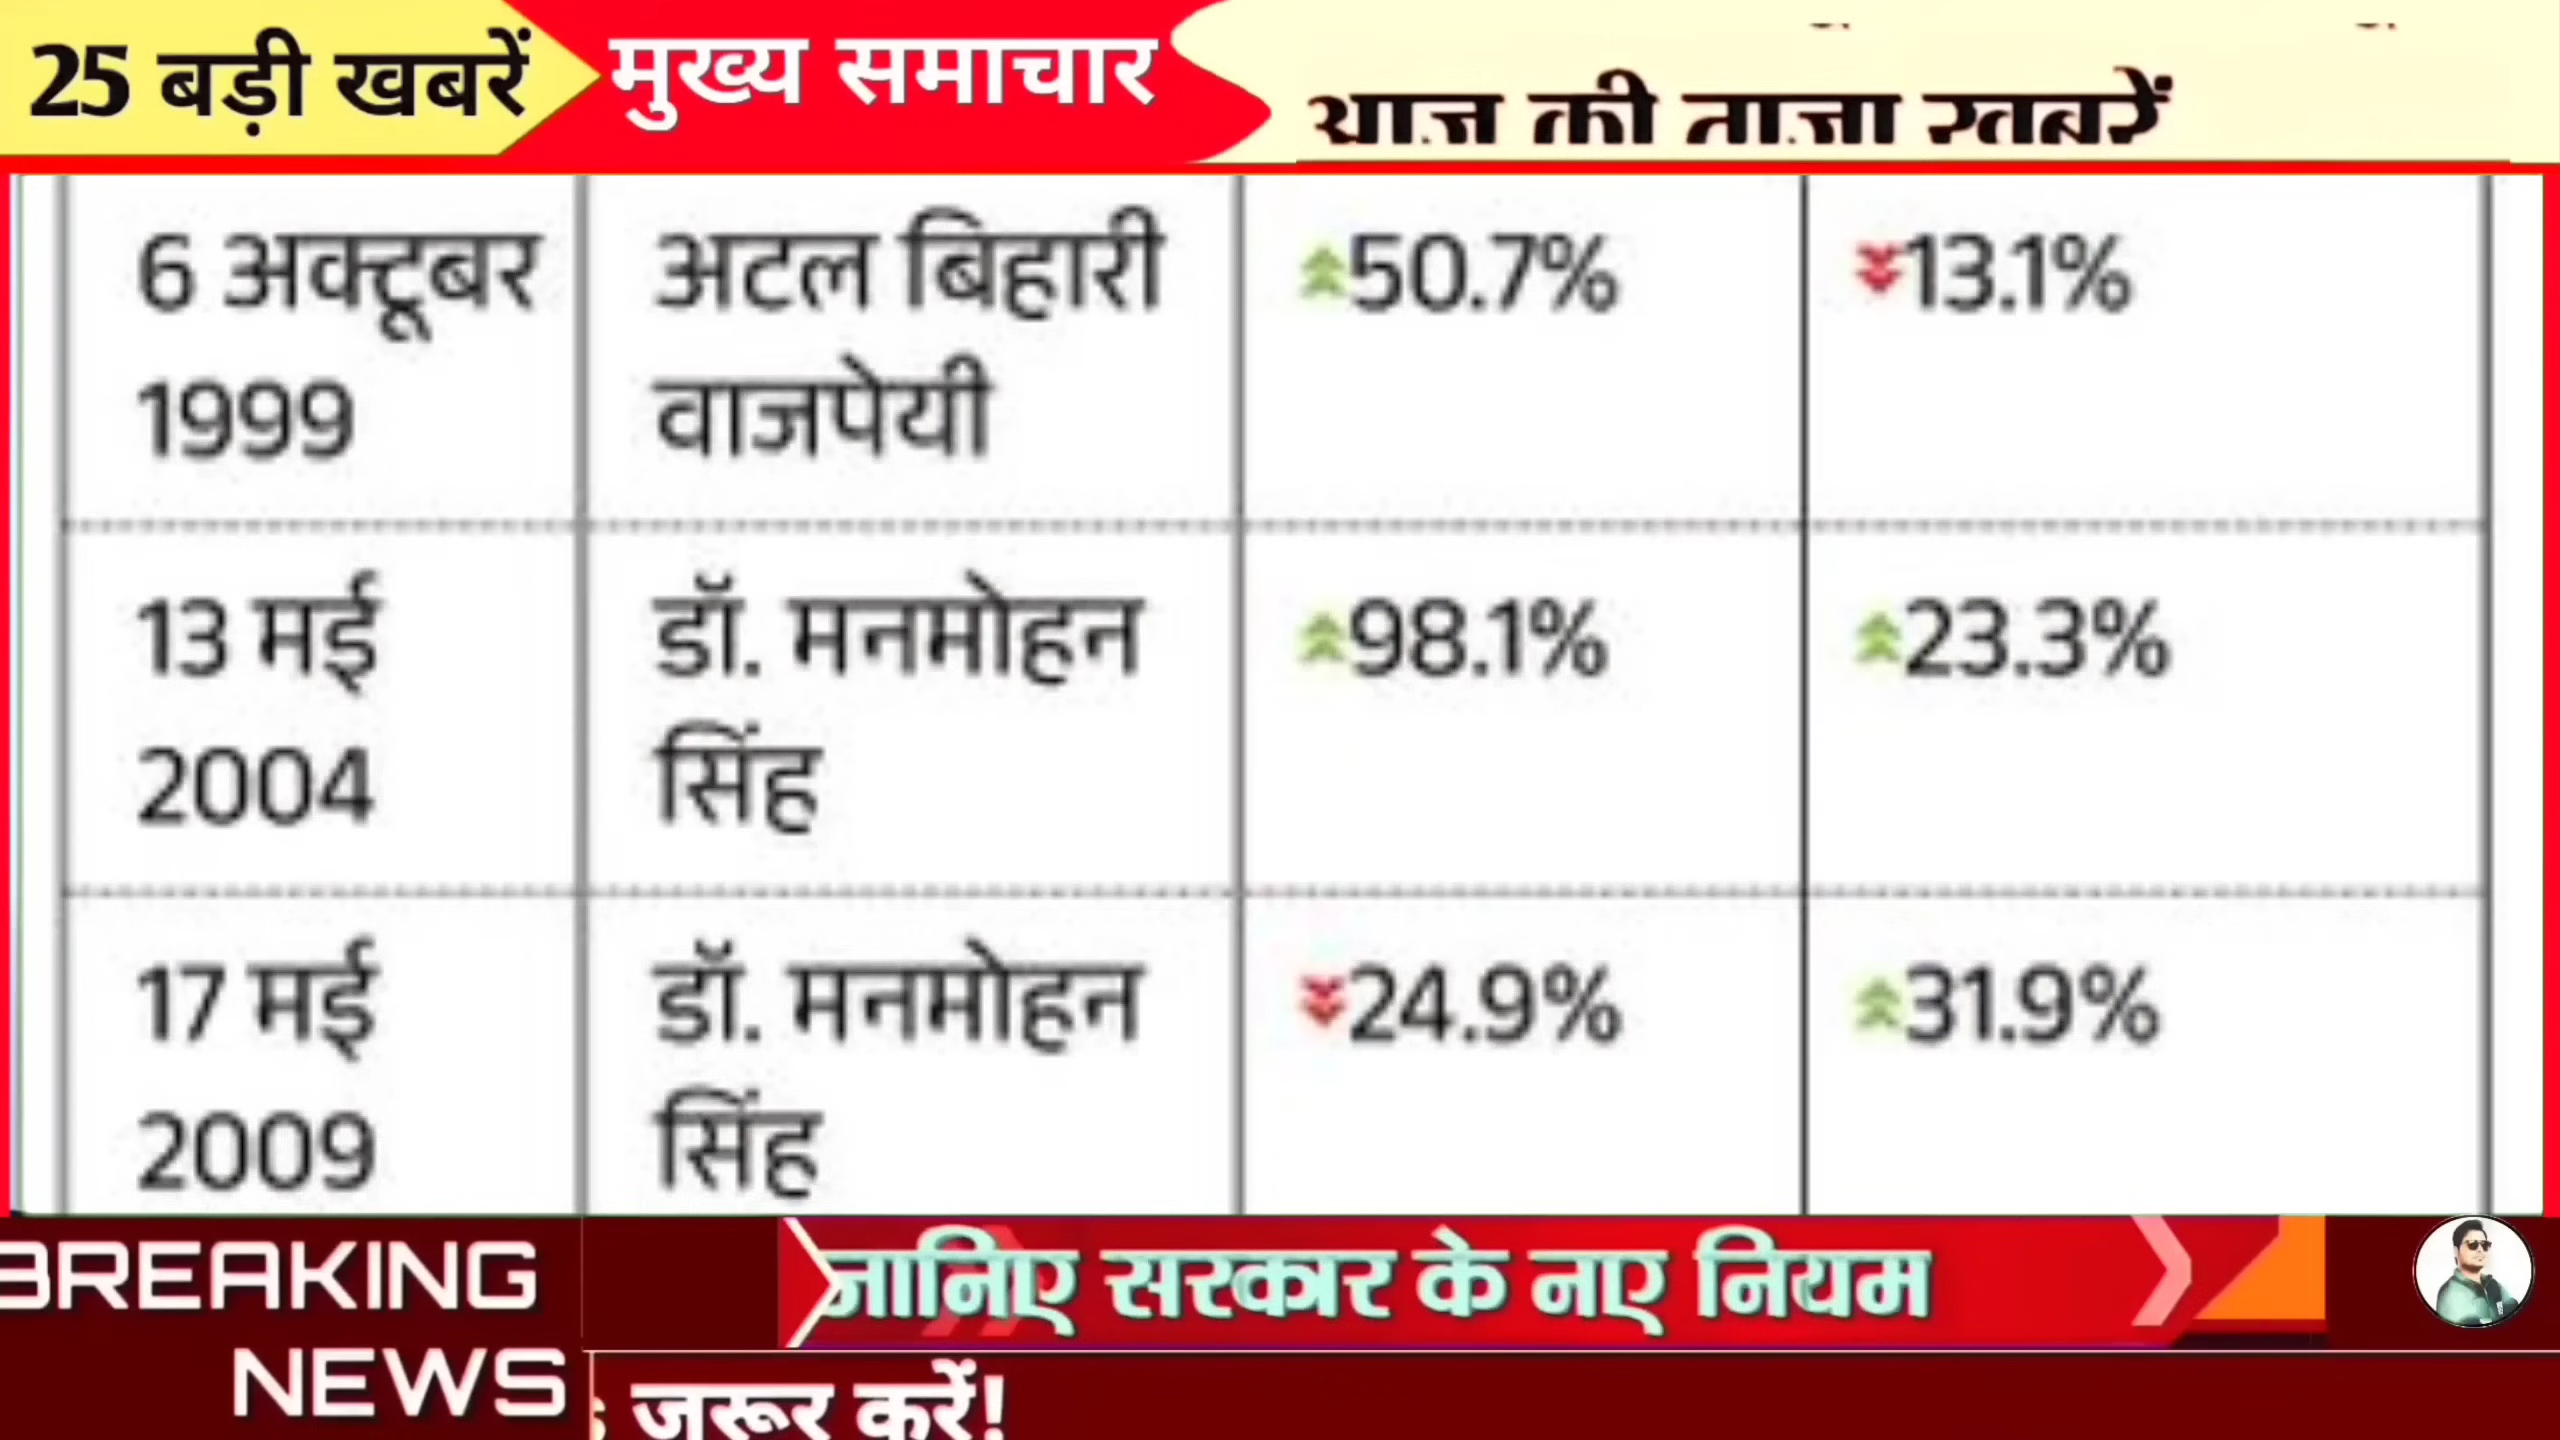 25 बड़ी खबरें
मुख्य समाचार
आज की ताजा खबरें
6 अक्टूबर 1999
अटल बिहारी वाजपेयी
50.7%
13.1%
13 मई 2004
डॉ. मनमोहन सिंह
98.1%
23.3%
17 मई 2009
डॉ. मनमोहन सिंह
24.9%
31.9%
BREAKING
NEWS
जानिए सरकार के नए नियम
जरूर करें!